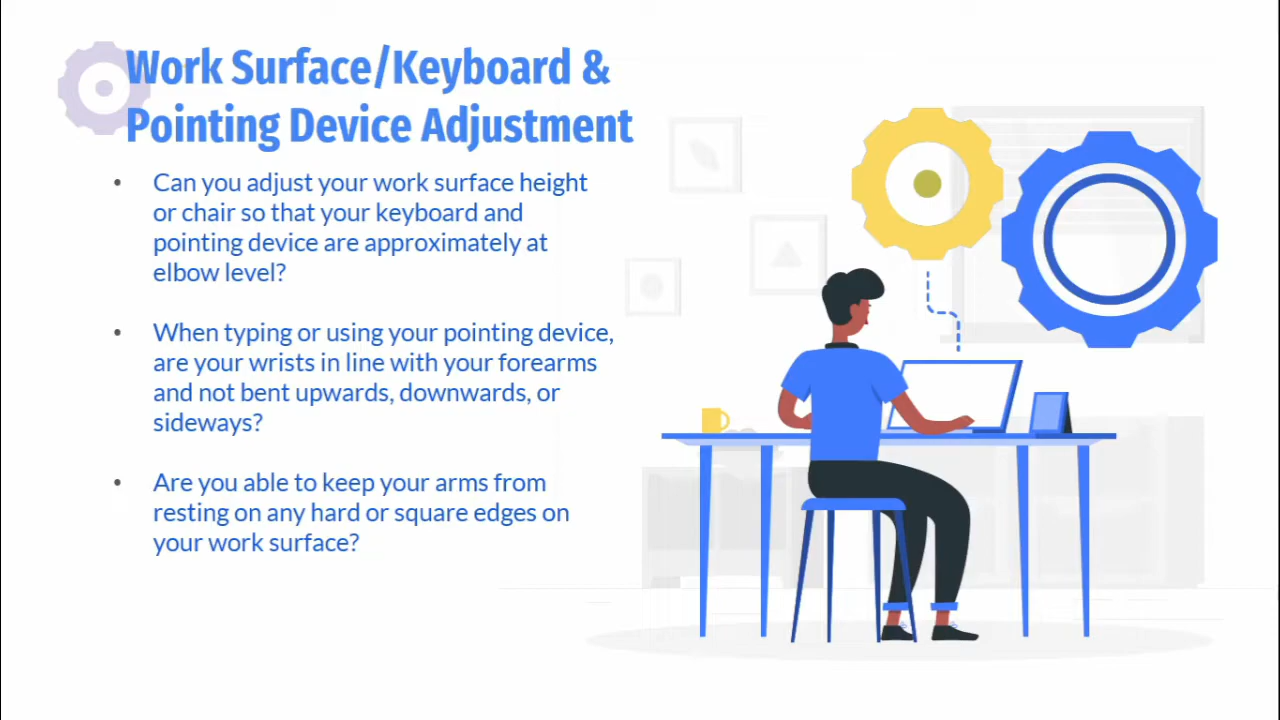 Work Surface/Keyboard &
Pointing Device Adjustment
• Can you adjust your work surface height
or chair so that your keyboard and
pointing device are approximately at
elbow level?
• When typing or using your pointing device,
are your wrists in line with your forearms
and not bent upwards, downwards, or
sideways?
• Are you able to keep your arms from
resting on any hard or square edges on
your work surface?